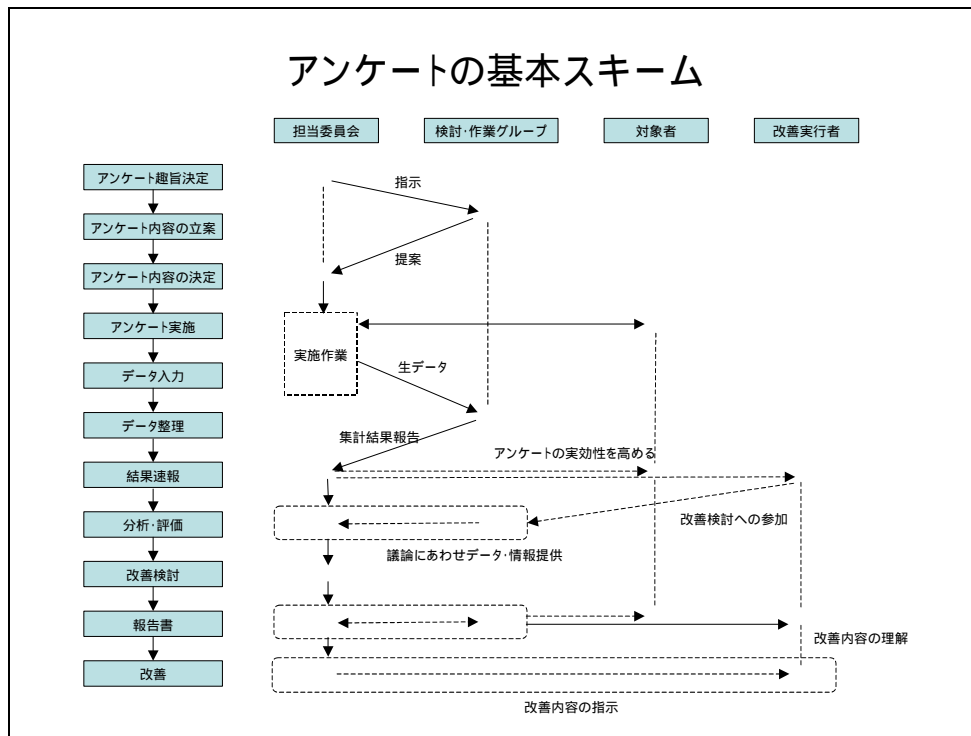 アンケートの基本スキーム
担当委員会
検討･作業グループ
対象者
改善実行者
アンケート趣旨決定
指示
アンケート内容の立案
提案
アンケート内容の決定
アンケート実施
実施作業
生データ
データ入力
データ整理
集計結果報告
アンケートの実効性を高める
結果速報
分析･評価
改善検討への参加
議論にあわせデータ･情報提供
改善検討
報告書
改善内容の理解
改善
改善内容の指示